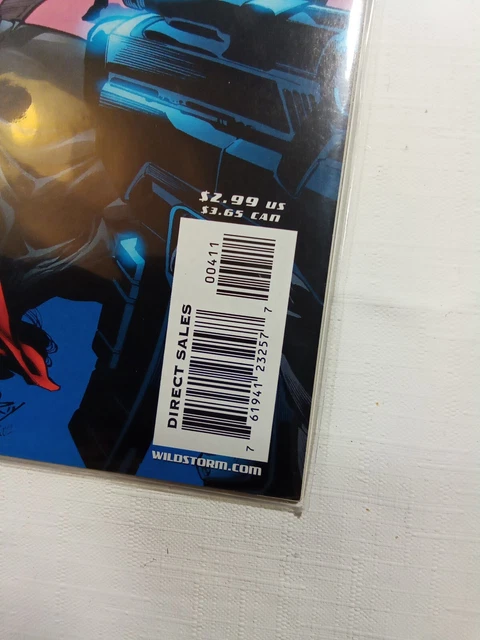 $2.99 US
$3.65 CAN
00411
DIRECT SALES
7 61941 23257 7
WILDSTORM.COM